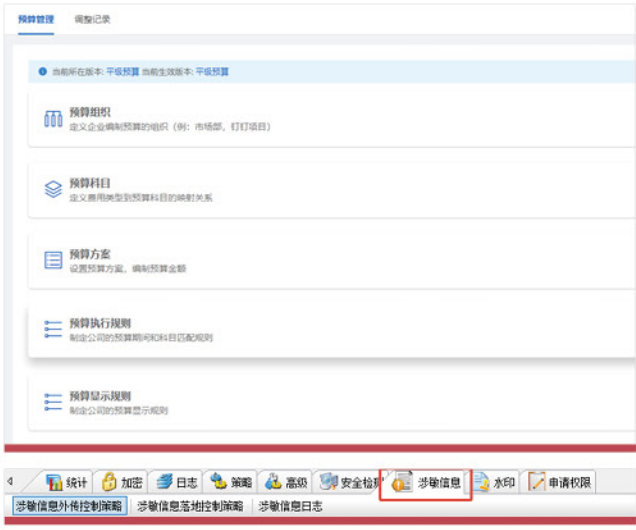 预算管理 调整记录
当前所在版本: 平级预算 当前生效版本: 平级预算
预算组织
定义企业编制预算的组织（例：市场部，钉钉项目）
预算科目
定义费用类型到预算科目的映射关系
预算方案
设置预算方案，编制预算金额
预算执行规则
制定公司的预算期间和科目匹配规则
预算显示规则
制定公司的预算显示规则
统计 加密 日志 策略 高级 安全检 涉敏信息 水印 申请权限
涉敏信息外传控制策略 涉敏信息落地控制策略 涉敏信息日志